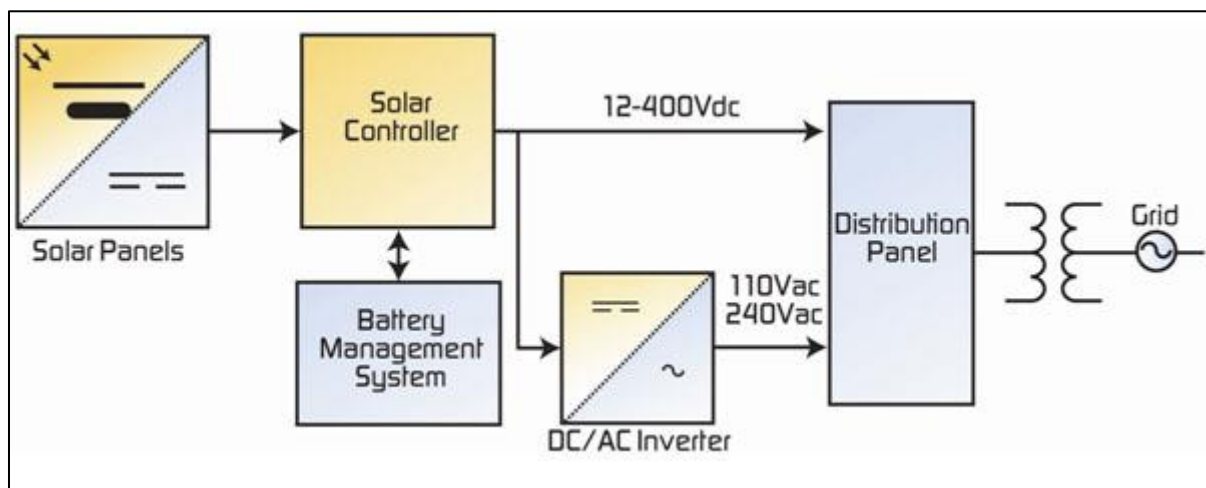 Solar Panels
Solar
Controller
Battery
Management
System
12-400Vdc
DC/AC Inverter
110Vac
240Vac
Distribution
Panel
Grid